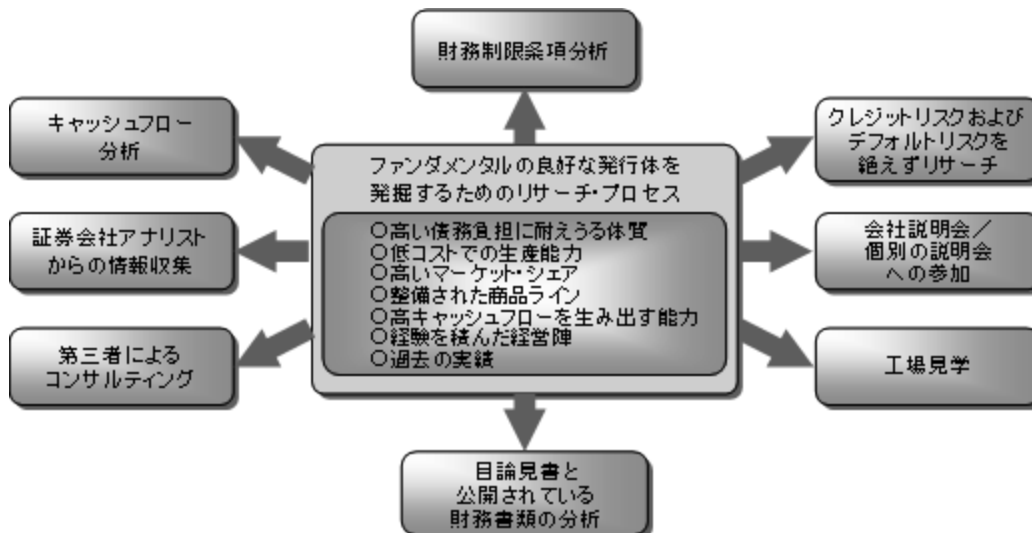 財務制限条項分析
キャッシュフロー
分析
クレジットリスクおよび
デフォルトリスクを
絶えずリサーチ
ファンダメンタルの良好な発行体を
発掘するためのリサーチ・プロセス
○高い債務負担に耐えうる体質
○低コストでの生産能力
○高いマーケット・シェア
○整備された商品ライン
○高キャッシュフローを生み出す能力
○経験を積んだ経営陣
○過去の実績
証券会社アナリスト
からの情報収集
会社説明会/
個別の説明会
への参加
第三者による
コンサルティング
工場見学
目論見書と
公開されている
財務書類の分析